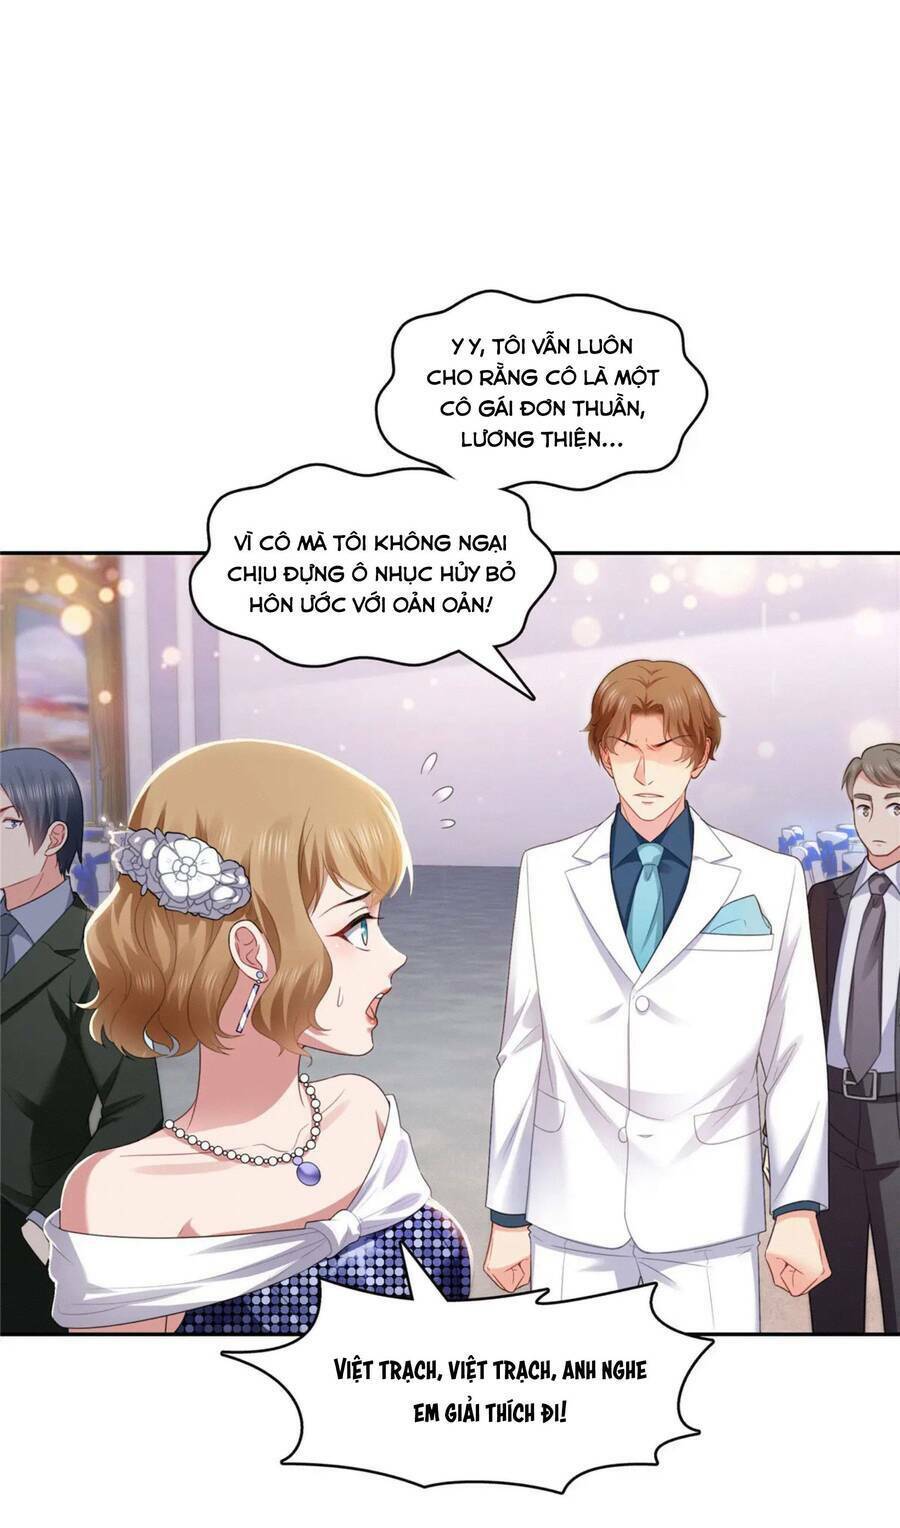 Y Y, TÔI VẪN LUÔN
CHO RẰNG CÔ LÀ MỘT
CÔ GÁI ĐƠN THUẦN,
LƯƠNG THIỆN...
VÌ CÔ MÀ TÔI KHÔNG NGẠI
CHỊU ĐỰNG Ô NHỤC HỦY BỎ
HÔN ƯỚC VỚI OẢN OẢN!
VIỆT TRẠCH, VIỆT TRẠCH, ANH NGHE
EM GIẢI THÍCH ĐI!